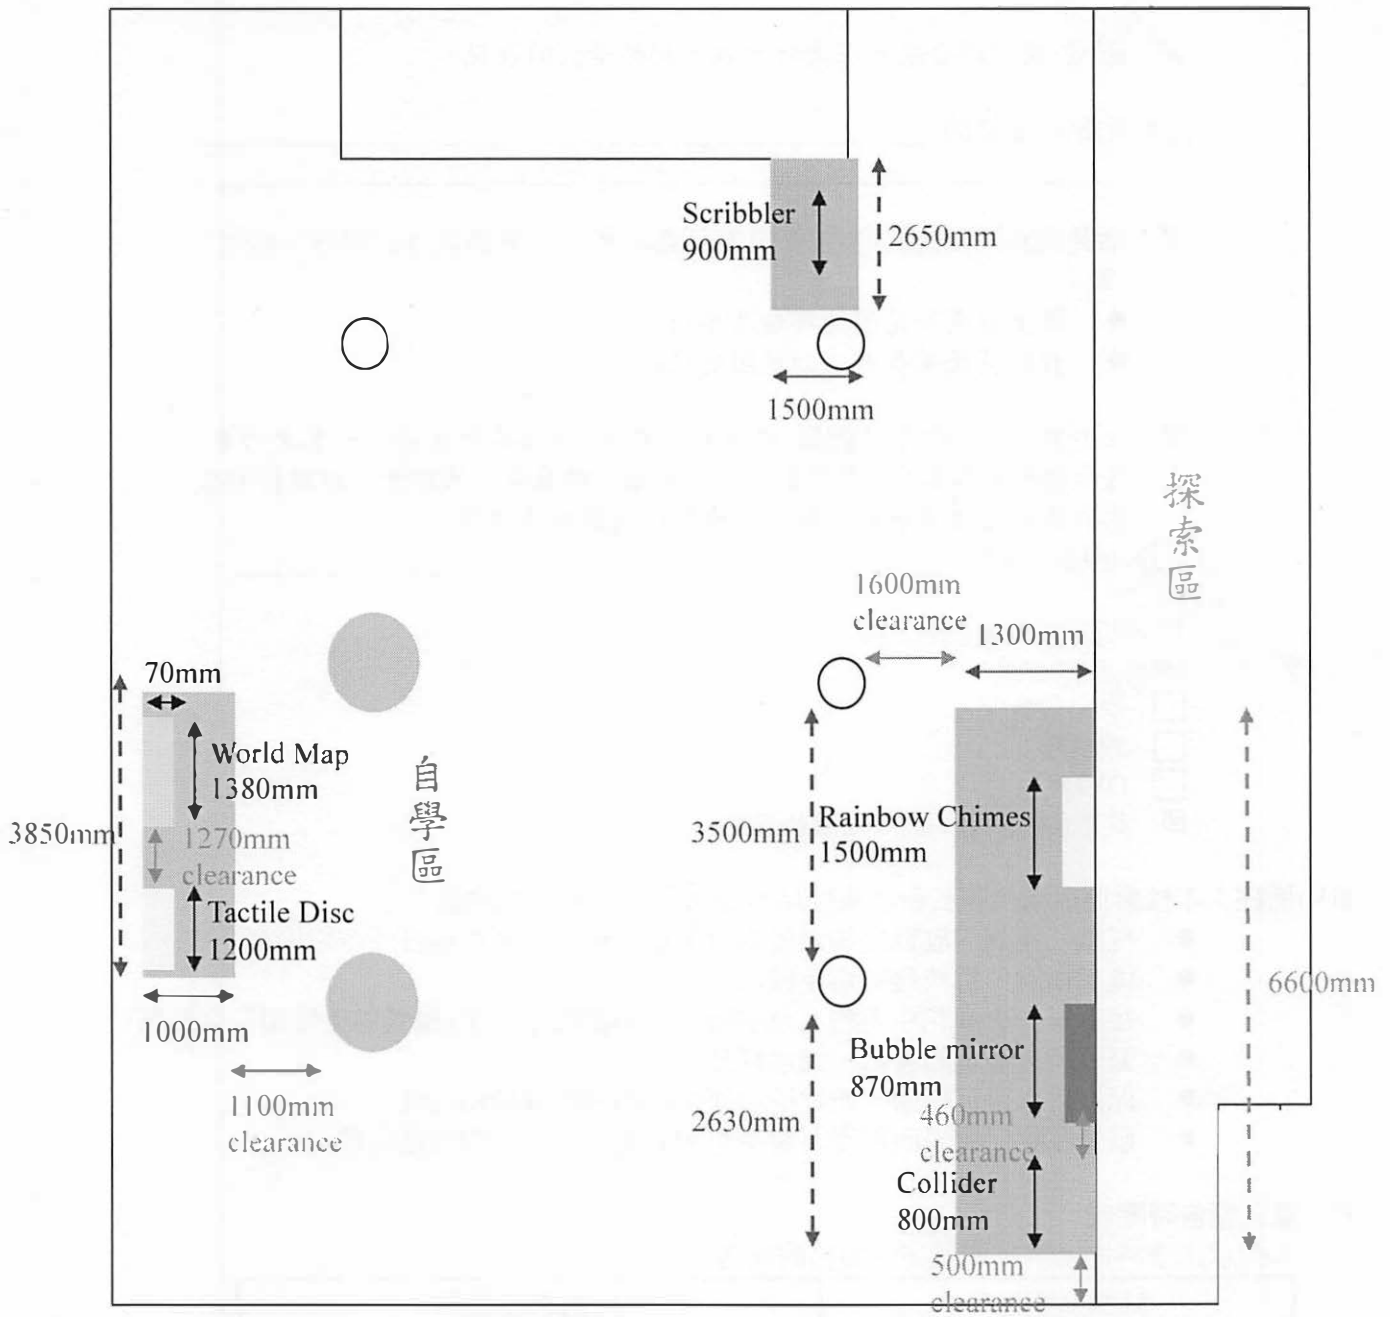 Scribbler
900mm
2650mm
1500mm
探索區
1600mm
clearance
1300mm
70mm
World Map
1380mm
自學區
3850mm
1270mm
clearance
Tactile Disc
1200mm
1000mm
1100mm
clearance
3500mm
Rainbow Chimes
1500mm
6600mm
Bubble mirror
870mm
2630mm
460mm
clearance
Collider
800mm
500mm
clearance